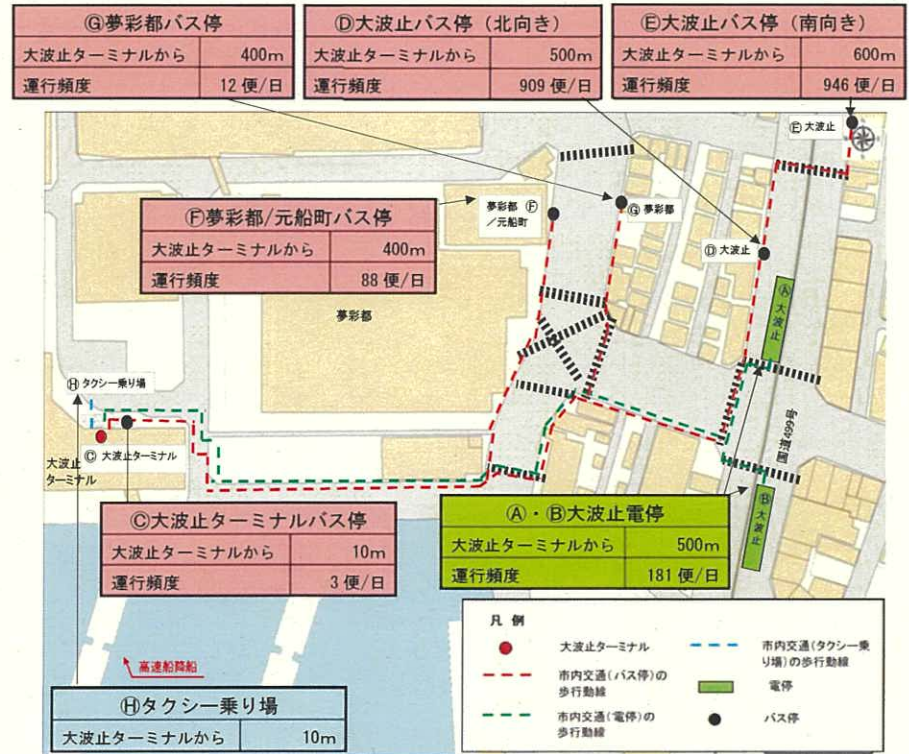 Ⓖ夢彩都バス停
大波止ターミナルから 400m
運行頻度 12便/日
Ⓓ大波止バス停（北向き）
大波止ターミナルから 500m
運行頻度 909便/日
Ⓔ大波止バス停（南向き）
大波止ターミナルから 600m
運行頻度 946便/日
Ⓔ大波止
Ⓕ夢彩都/元船町バス停
大波止ターミナルから 400m
運行頻度 88便/日
夢彩都 Ⓕ
／元船町
Ⓖ 夢彩都
Ⓓ大波止
Ⓐ 大波止
夢彩都
Ⓗタクシー乗り場
国道499号
Ⓒ 大波止ターミナル
大波止
ターミナル
Ⓑ 大波止
Ⓒ大波止ターミナルバス停
大波止ターミナルから 10m
運行頻度 3便/日
Ⓐ・Ⓑ大波止電停
大波止ターミナルから 500m
運行頻度 181便/日
高速船降船
Ⓗタクシー乗り場
大波止ターミナルから 10m
凡 例
大波止ターミナル
市内交通(バス停)の
歩行動線
市内交通(電停)の
歩行動線
市内交通(タクシー乗
り場)の歩行動線
電停
バス停